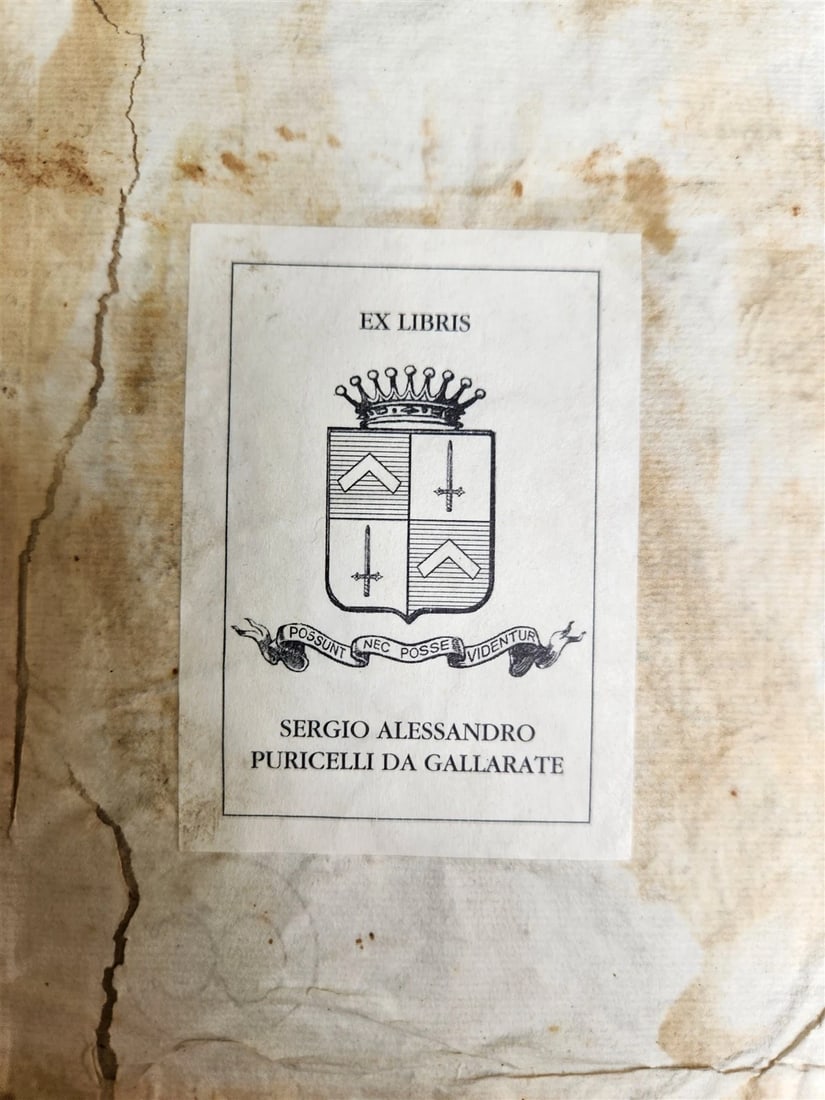 EX LIBRIS
POSSUNT NEC POSSE VIDENTUR
SERGIO ALESSANDRO
PURICELLI DA GALLARATE